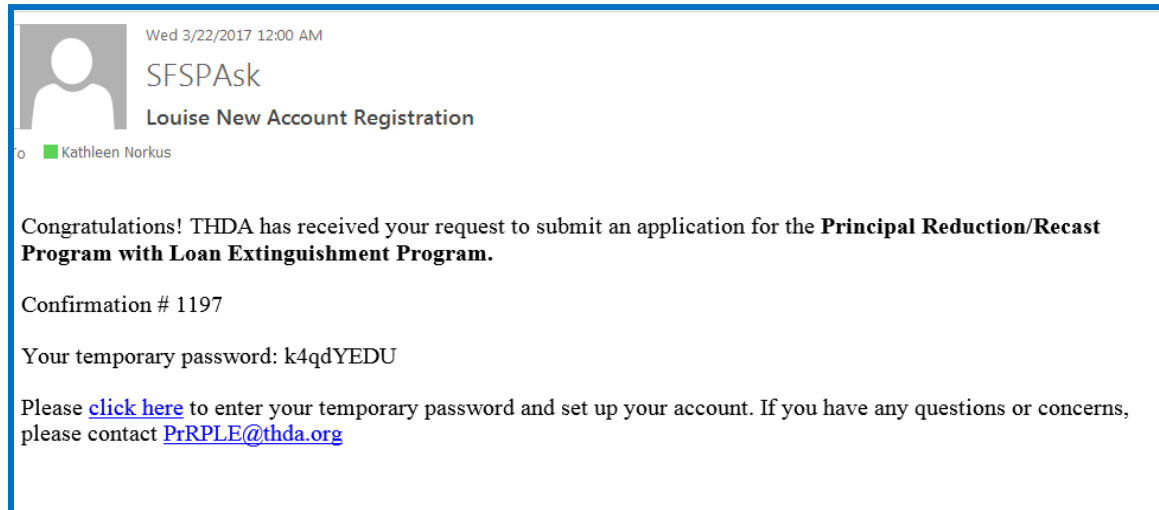 Wed 3/22/2017 12:00 AM
SFSPAsk
Louise New Account Registration
To Kathleen Norkus
Congratulations! THDA has received your request to submit an application for the Principal Reduction/Recast
Program with Loan Extinguishment Program.
Confirmation # 1197
Your temporary password: k4qdYEDU
Please click here to enter your temporary password and set up your account. If you have any questions or concerns,
please contact PrRPLE@thda.org